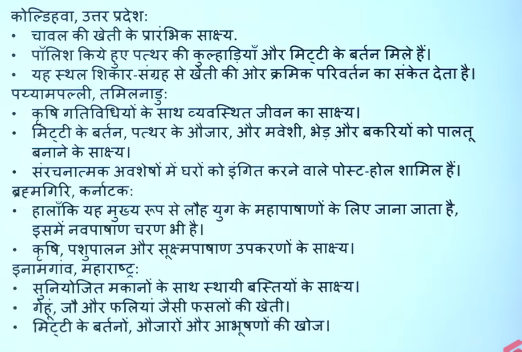 कोल्डिहवा, उत्तर प्रदेश:
• चावल की खेती के प्रारंभिक साक्ष्य.
• पॉलिश किये हुए पत्थर की कुल्हाड़ियाँ और मिट्टी के बर्तन मिले हैं।
• यह स्थल शिकार-संग्रह से खेती की ओर क्रमिक परिवर्तन का संकेत देता है।
पय्यामपल्ली, तमिलनाडु:
• कृषि गतिविधियों के साथ व्यवस्थित जीवन का साक्ष्य।
• मिट्टी के बर्तन, पत्थर के औजार, और मवेशी, भेड़ और बकरियों को पालतू
बनाने के साक्ष्य।
• संरचनात्मक अवशेषों में घरों को इंगित करने वाले पोस्ट-होल शामिल हैं।
ब्रह्मगिरि, कर्नाटक:
• हालाँकि यह मुख्य रूप से लौह युग के महापाषाणों के लिए जाना जाता है,
इसमें नवपाषाण चरण भी है।
• कृषि, पशुपालन और सूक्ष्मपाषाण उपकरणों के साक्ष्य।
इनामगांव, महाराष्ट्र:
• सुनियोजित मकानों के साथ स्थायी बस्तियों के साक्ष्य।
• गेहूं, जौ और फलियां जैसी फसलों की खेती।
• मिट्टी के बर्तनों, औजारों और आभूषणों की खोज।